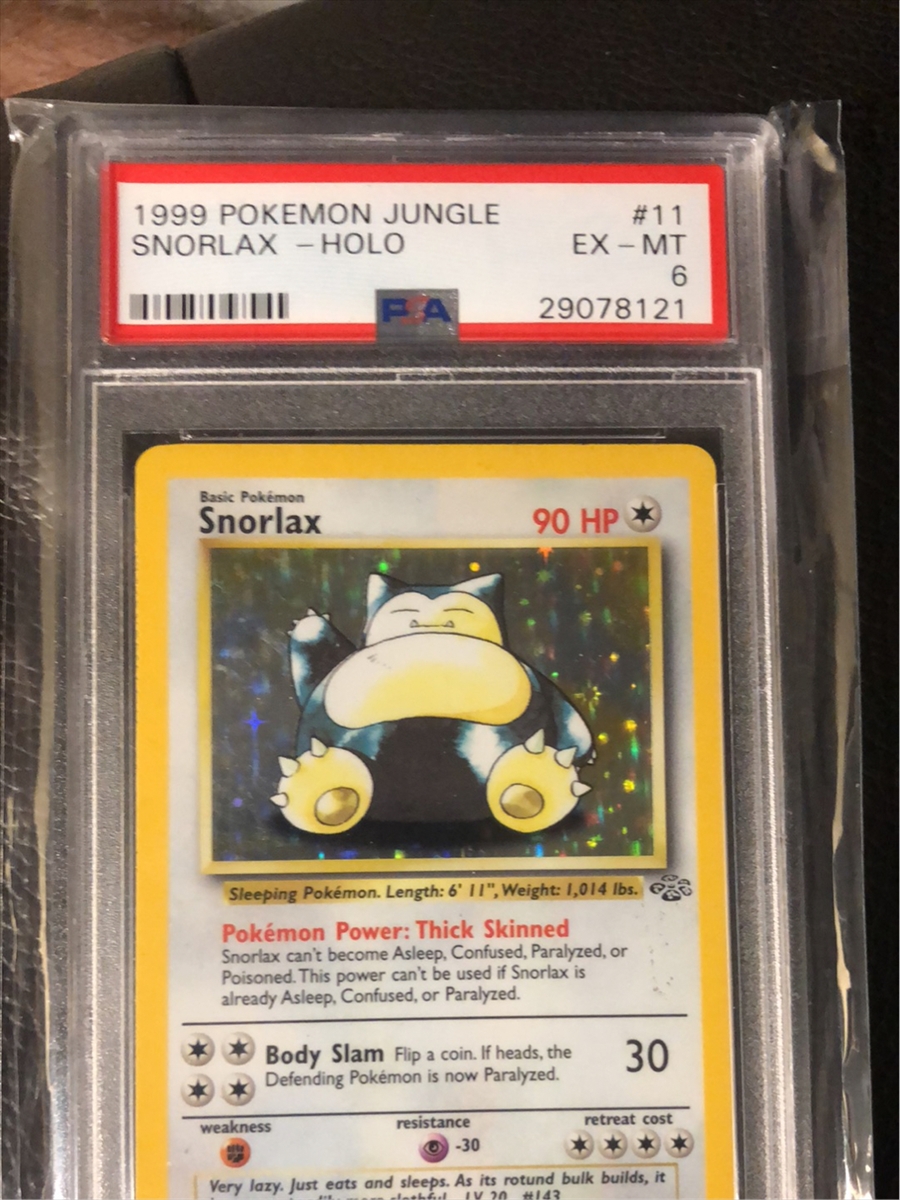 1999 POKEMON JUNGLE #11
SNORLAX – HOLO EX – MT
6
PSA 29078121
Basic Pokémon
Snorlax 90 HP
Sleeping Pokémon. Length: 6' 11", Weight: 1,014 lbs.
Pokémon Power: Thick Skinned
Snorlax can't become Asleep, Confused, Paralyzed, or
Poisoned. This power can't be used if Snorlax is
already Asleep, Confused, or Paralyzed.
Body Slam Flip a coin. If heads, the 30
Defending Pokémon is now Paralyzed.
weakness resistance retreat cost
-30
Very lazy. Just eats and sleeps. As its rotund bulk builds, it
LV. 20 #143